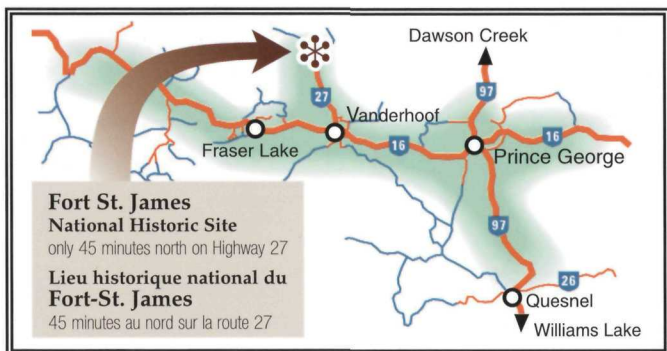 Dawson Creek
27
97
Vanderhoof
Fraser Lake
16
16
Prince George
Fort St. James
National Historic Site
only 45 minutes north on Highway 27
Lieu historique national du
Fort-St. James
45 minutes au nord sur la route 27
97
26
Quesnel
Williams Lake